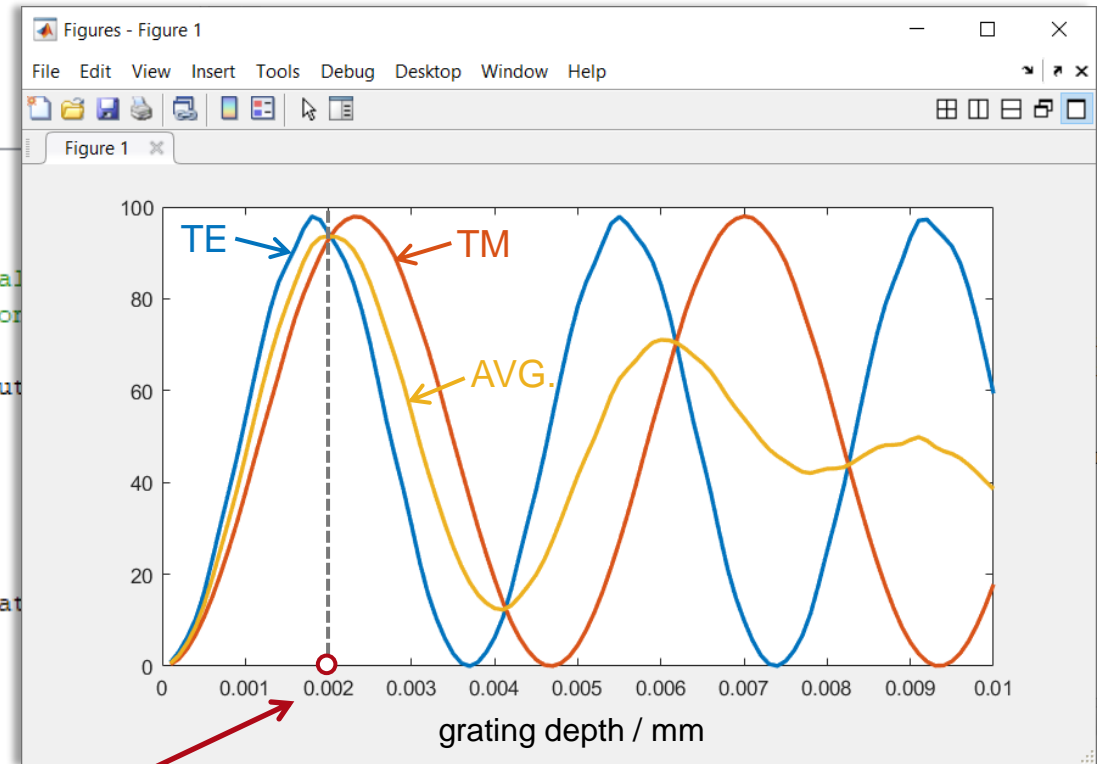 Figures - Figure 1
File Edit View Insert Tools Debug Desktop Window Help
Figure 1
100
80
60
40
20
0
TE
TM
AVG.
0 0.001 0.002 0.003 0.004 0.005 0.006 0.007 0.008 0.009 0.01
grating depth / mm